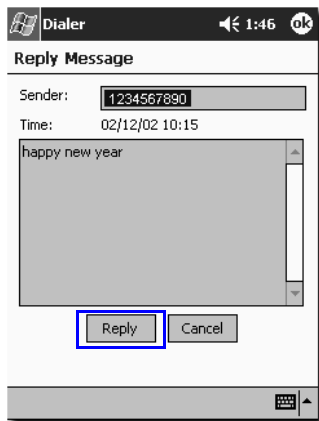 Dialer 1:46 ok
Reply Message
Sender: 1234567890
Time: 02/12/02 10:15
happy new year
Reply Cancel